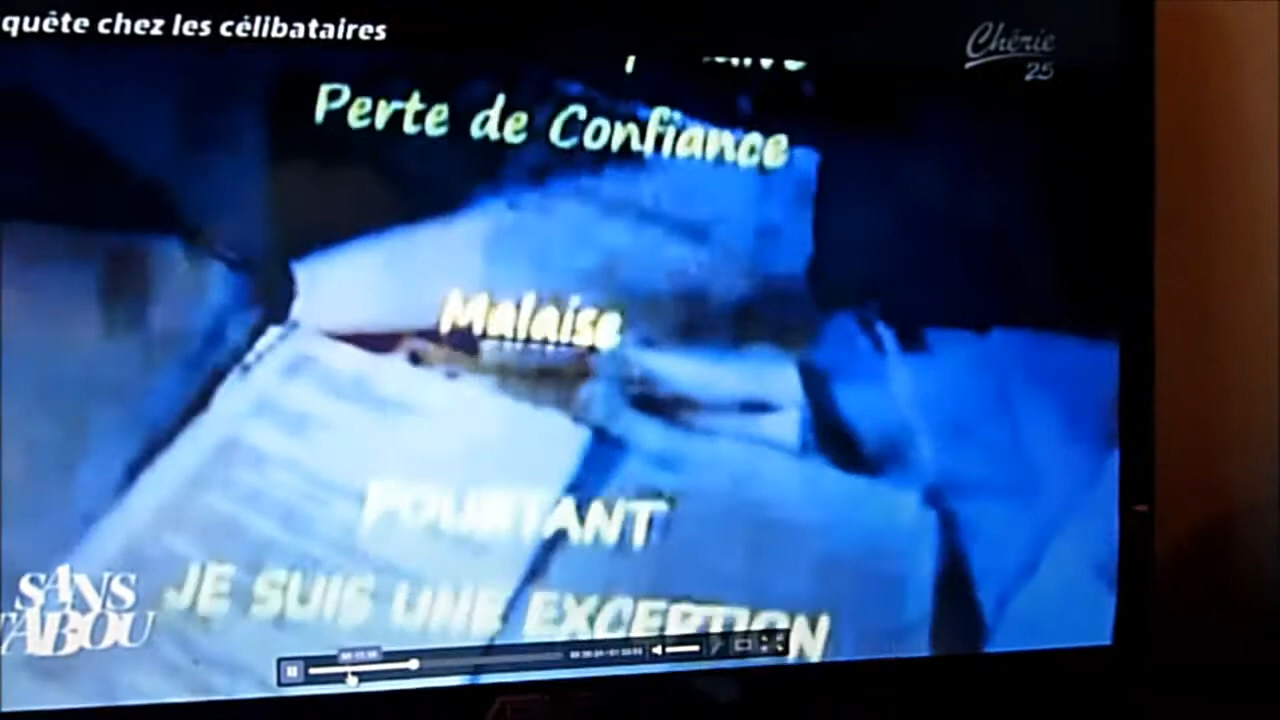 quête chez les célibataires
Chérie
25
Perte de Confiance
Malaise
POURTANT
JE SUIS UNE EXCEPTION
SANS
TABOU